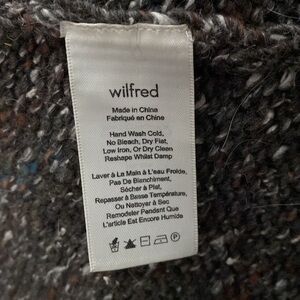 wilfred
Made in China
Fabriqué en Chine
Hand Wash Cold,
No Bleach, Dry Flat,
Low Iron, Or Dry Clean
Reshape Whilst Damp
Laver à La Main à L'eau Froide,
Pas De Blanchiment,
Sécher à Plat,
Repasser à Basse Température,
Ou Nettoyer à Sec
Remodeler Pendant Que
L'article Est Encore Humide
P